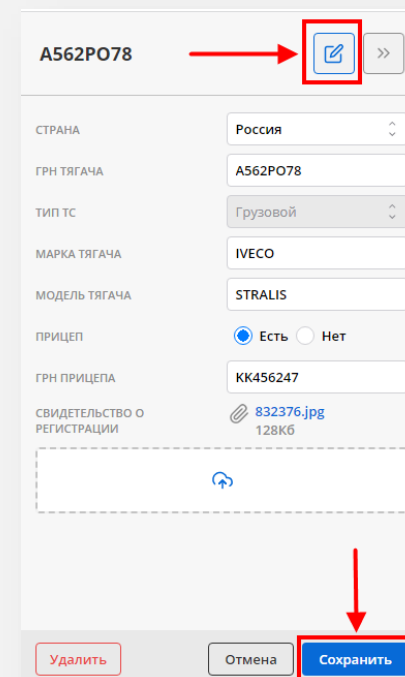 А562РО78
СТРАНА
Россия
ГРН ТЯГАЧА
А562РО78
ТИП ТС
Грузовой
МАРКА ТЯГАЧА
IVECO
МОДЕЛЬ ТЯГАЧА
STRALIS
ПРИЦЕП
Есть Нет
ГРН ПРИЦЕПА
КК456247
СВИДЕТЕЛЬСТВО О
РЕГИСТРАЦИИ
832376.jpg
128Кб
Удалить Отмена Сохранить